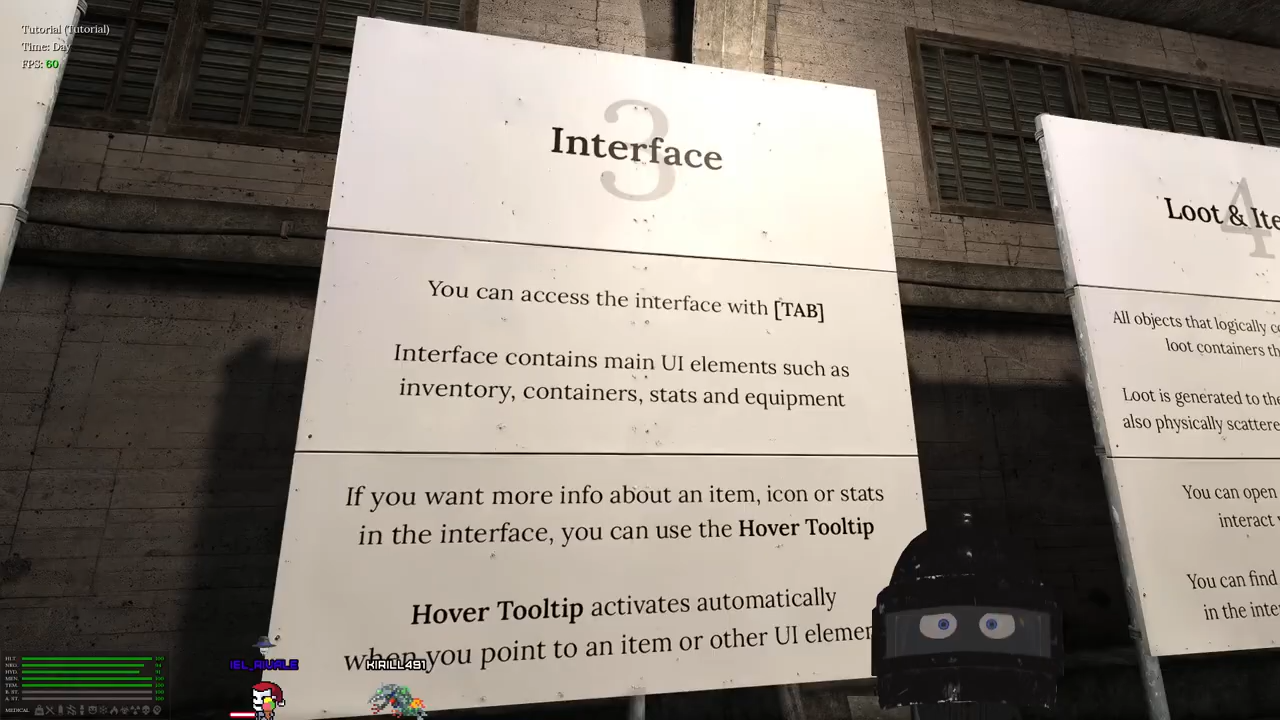 Tutorial (Tutorial)
Time: Day
FPS: 60
3
Interface
You can access the interface with [TAB]
Interface contains main UI elements such as
inventory, containers, stats and equipment
If you want more info about an item, icon or stats
in the interface, you can use the Hover Tooltip
Hover Tooltip activates automatically
when you point to an item or other UI elemen
4
Loot & Ite
All objects that logically c
loot containers th
Loot is generated to the
also physically scattere
You can open
interact
You can find
in the inte
IEL_RIVALE
KIRILL491
MEDICAL